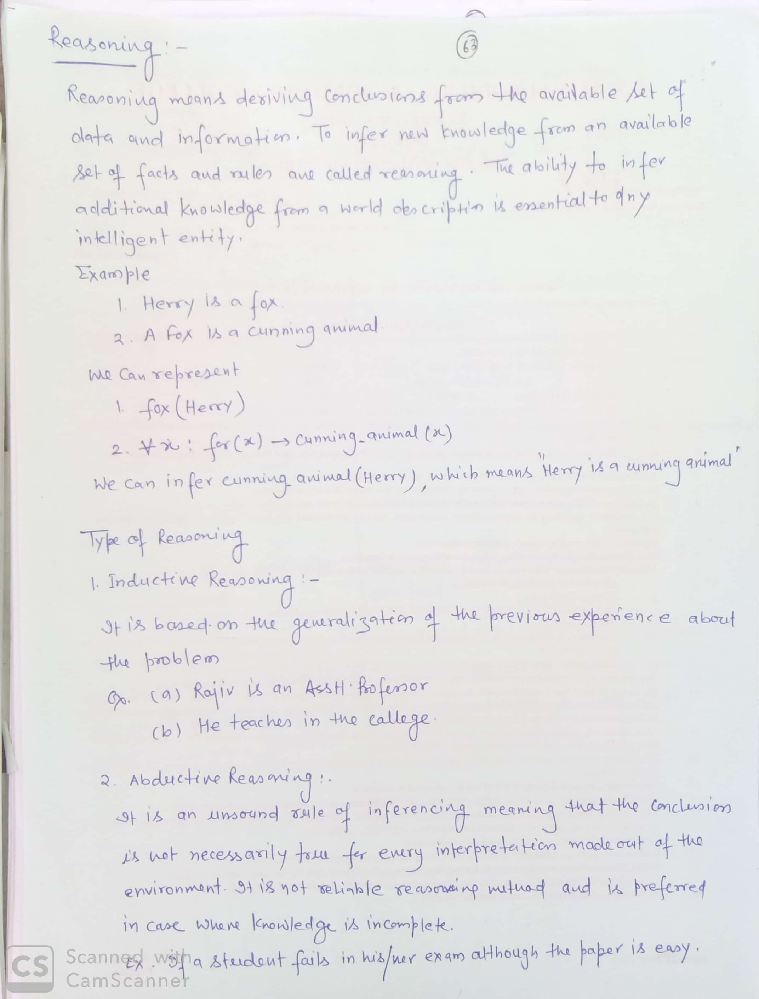 Reasoning :-
63
Reasoning means deriving conclusions from the available set of
data and information. To infer new knowledge from an available
set of facts and rules are called reasoning. The ability to infer
additional knowledge from a world description is essential to any
intelligent entity.
Example
1. Herry is a fox.
2. A fox is a cunning animal.
We can represent
1. fox (Herry)
2. ∀x : for(x) → cunning_animal (x)
We can infer cunning animal (Herry), which means "Herry is a cunning animal"
Type of Reasoning
1. Inductive Reasoning :-
It is based on the generalization of the previous experience about
the problem
Ex. (a) Rajiv is an Asstt. Professor
(b) He teaches in the college.
2. Abductive Reasoning :-
It is an unsound rule of inferencing meaning that the conclusion
is not necessarily true for every interpretation made out of the
environment. It is not reliable reasoning method and is preferred
in case where knowledge is incomplete.
Ex. If a student fails in his/her exam although the paper is easy.
CS Scanned with
CamScanner